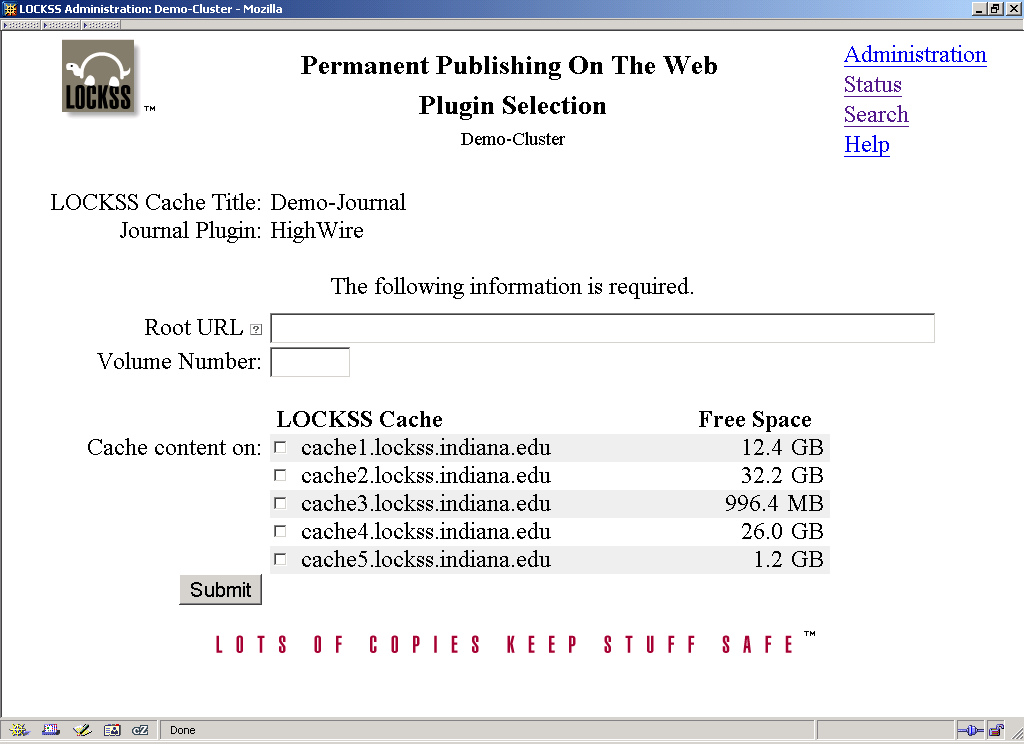 LOCKSS Administration: Demo-Cluster - Mozilla
LOCKSS ™
Permanent Publishing On The Web
Plugin Selection
Demo-Cluster
Administration
Status
Search
Help
LOCKSS Cache Title: Demo-Journal
Journal Plugin: HighWire
The following information is required.
Root URL ?
Volume Number:
LOCKSS Cache Free Space
Cache content on: cache1.lockss.indiana.edu 12.4 GB
cache2.lockss.indiana.edu 32.2 GB
cache3.lockss.indiana.edu 996.4 MB
cache4.lockss.indiana.edu 26.0 GB
cache5.lockss.indiana.edu 1.2 GB
Submit
LOTS OF COPIES KEEP STUFF SAFE ™
cZ Done